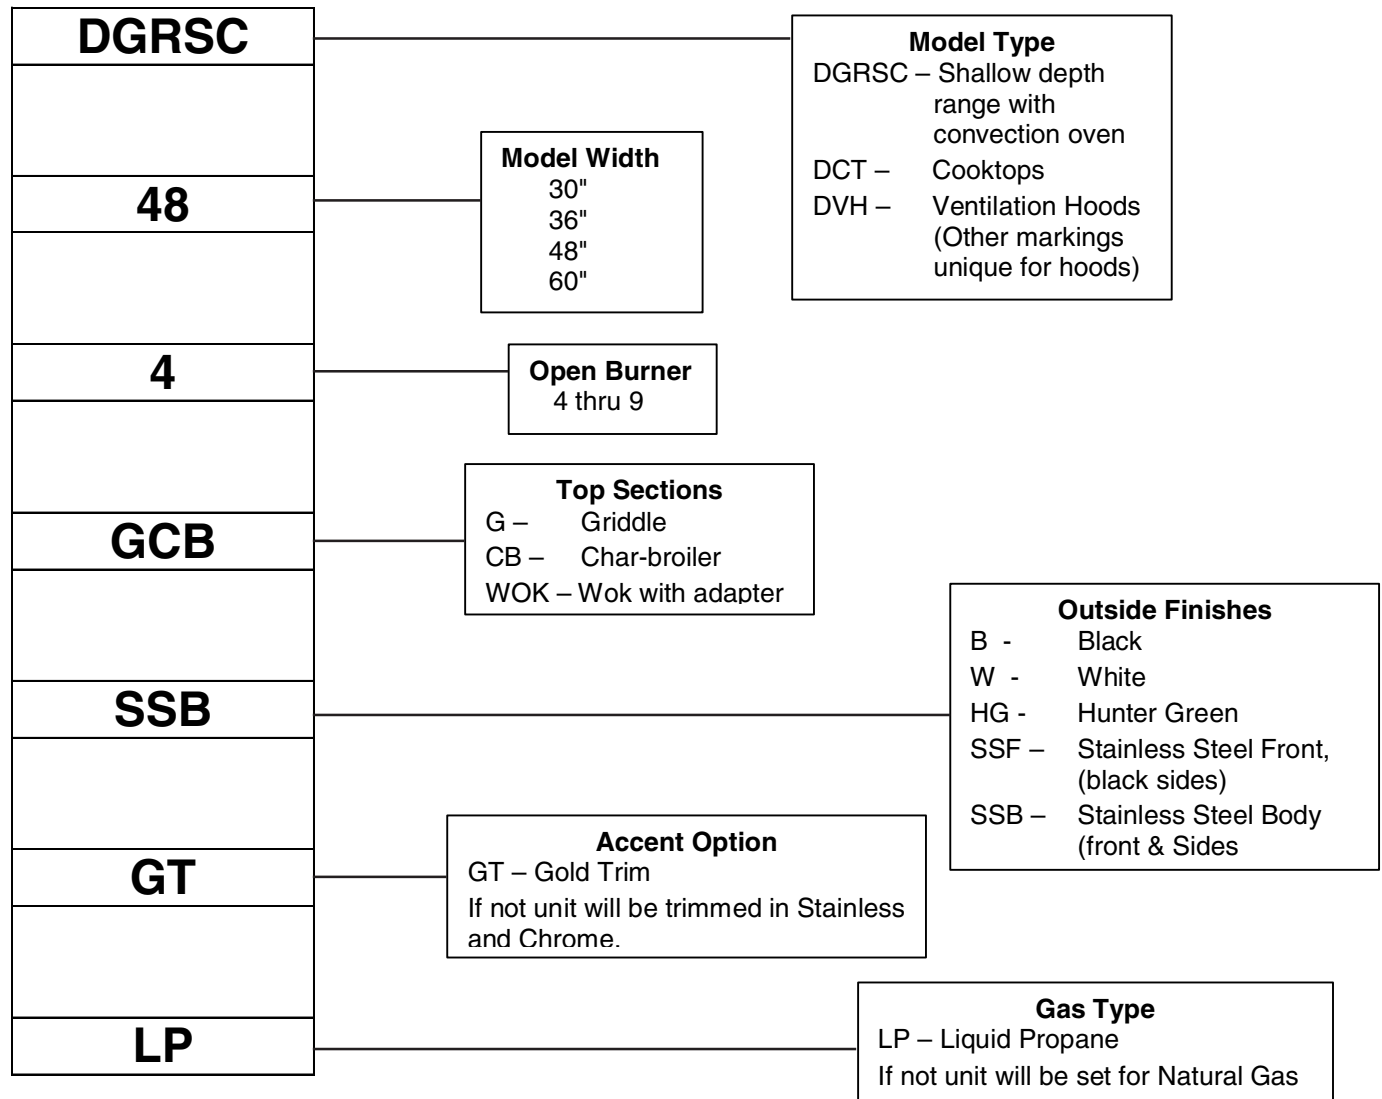 DGRSC
Model Type
DGRSC – Shallow depth
range with
convection oven
DCT – Cooktops
DVH – Ventilation Hoods
(Other markings
unique for hoods)
48
Model Width
30"
36"
48"
60"
4
Open Burner
4 thru 9
GCB
Top Sections
G – Griddle
CB – Char-broiler
WOK – Wok with adapter
SSB
Outside Finishes
B - Black
W - White
HG - Hunter Green
SSF – Stainless Steel Front,
(black sides)
SSB – Stainless Steel Body
(front & Sides
GT
Accent Option
GT – Gold Trim
If not unit will be trimmed in Stainless
and Chrome.
LP
Gas Type
LP – Liquid Propane
If not unit will be set for Natural Gas